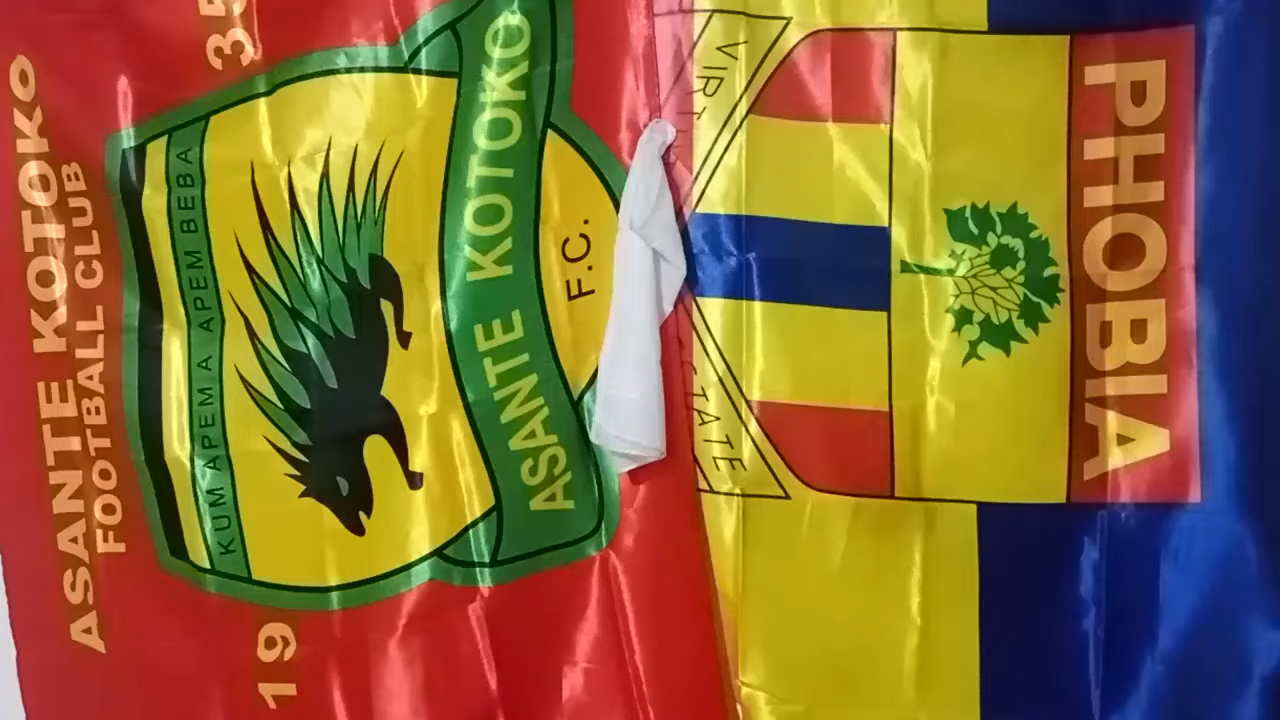 ASANTE KOTOKO
FOOTBALL CLUB
19 35
KUM APEM A APEM BEBA
ASANTE KOTOKO
F.C.
PHOBIA